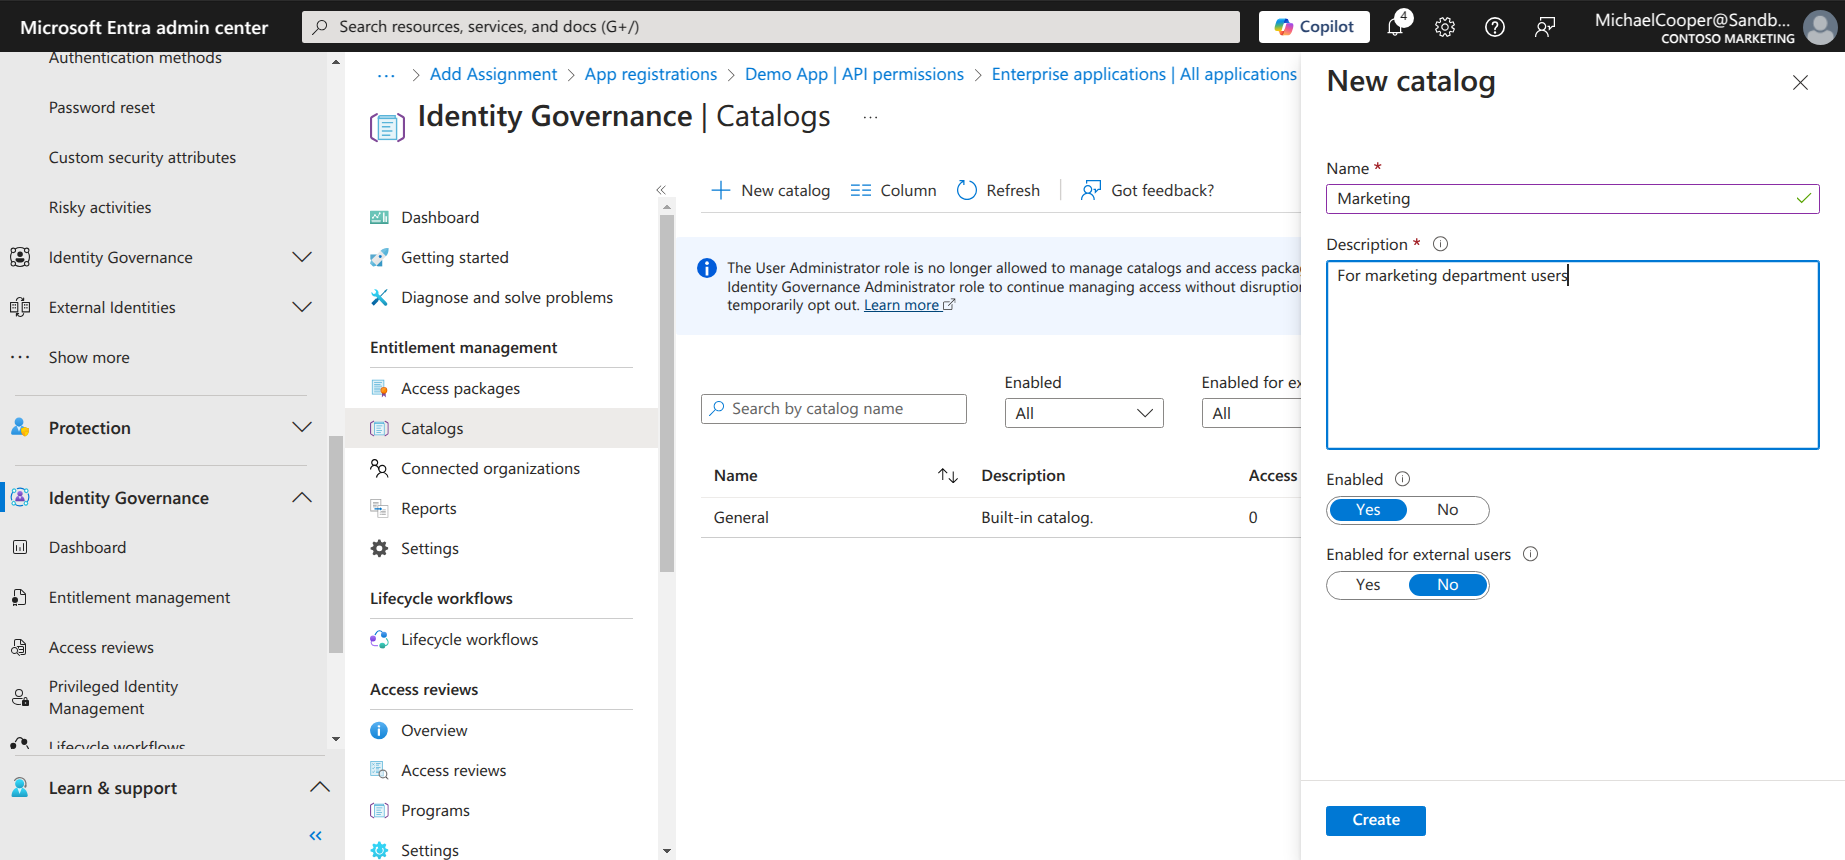 Microsoft Entra admin center
Search resources, services, and docs (G+/)
Copilot
4
MichaelCooper@Sandb...
CONTOSO MARKETING
Authentication methods
Password reset
Custom security attributes
Risky activities
Identity Governance
External Identities
Show more
Protection
Identity Governance
Dashboard
Entitlement management
Access reviews
Privileged Identity
Management
Lifecycle workflows
Learn & support
... > Add Assignment > App registrations > Demo App | API permissions > Enterprise applications | All applications
Identity Governance | Catalogs ...
Dashboard
Getting started
Diagnose and solve problems
Entitlement management
Access packages
Catalogs
Connected organizations
Reports
Settings
Lifecycle workflows
Lifecycle workflows
Access reviews
Overview
Access reviews
Programs
Settings
New catalog
Column
Refresh
Got feedback?
The User Administrator role is no longer allowed to manage catalogs and access packa
Identity Governance Administrator role to continue managing access without disruption
temporarily opt out. Learn more
Search by catalog name
Enabled
All
Enabled for ex
All
Name Description Access
General Built-in catalog. 0
New catalog
Name *
Marketing
Description *
For marketing department users
Enabled
Yes No
Enabled for external users
Yes No
Create